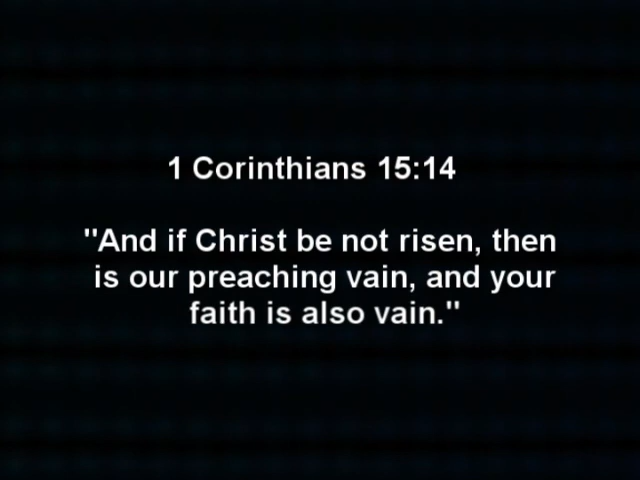 1 Corinthians 15:14
"And if Christ be not risen, then
is our preaching vain, and your
faith is also vain."